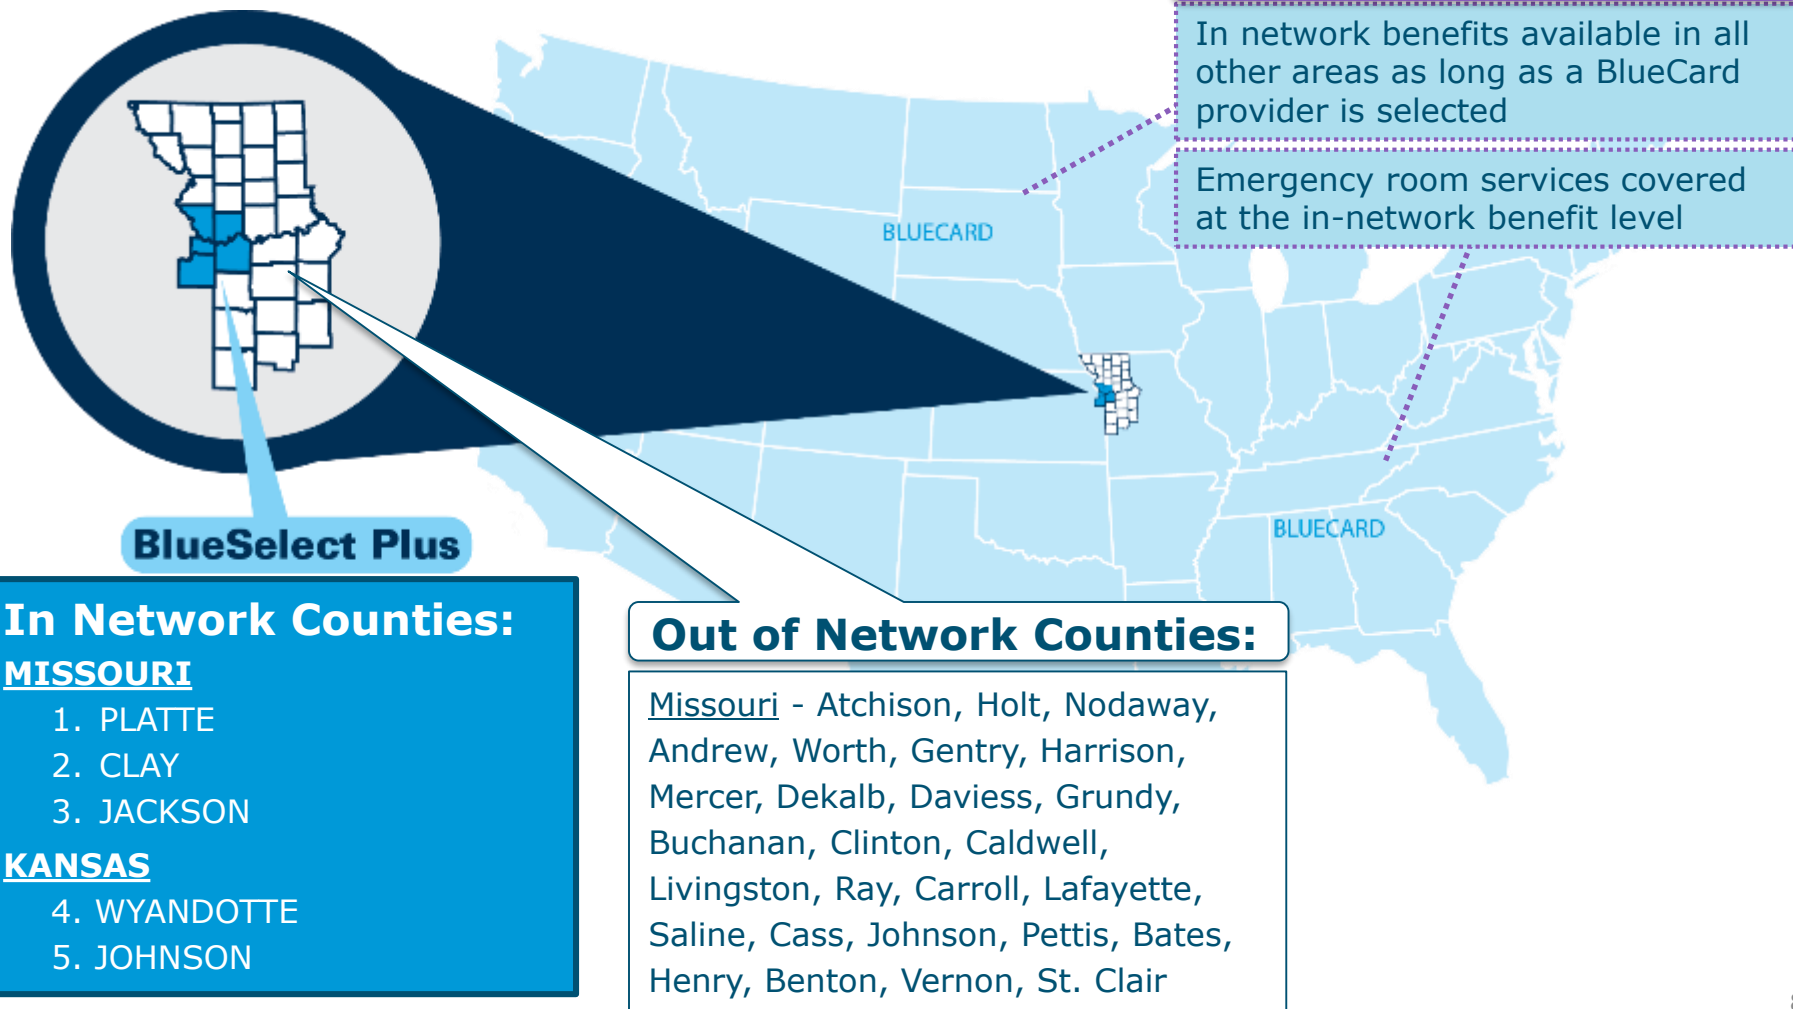 In network benefits available in all
other areas as long as a BlueCard
provider is selected
Emergency room services covered
at the in-network benefit level
BLUECARD
BLUECARD
BlueSelect Plus
In Network Counties:
MISSOURI
1. PLATTE
2. CLAY
3. JACKSON
KANSAS
4. WYANDOTTE
5. JOHNSON
Out of Network Counties:
Missouri - Atchison, Holt, Nodaway,
Andrew, Worth, Gentry, Harrison,
Mercer, Dekalb, Daviess, Grundy,
Buchanan, Clinton, Caldwell,
Livingston, Ray, Carroll, Lafayette,
Saline, Cass, Johnson, Pettis, Bates,
Henry, Benton, Vernon, St. Clair